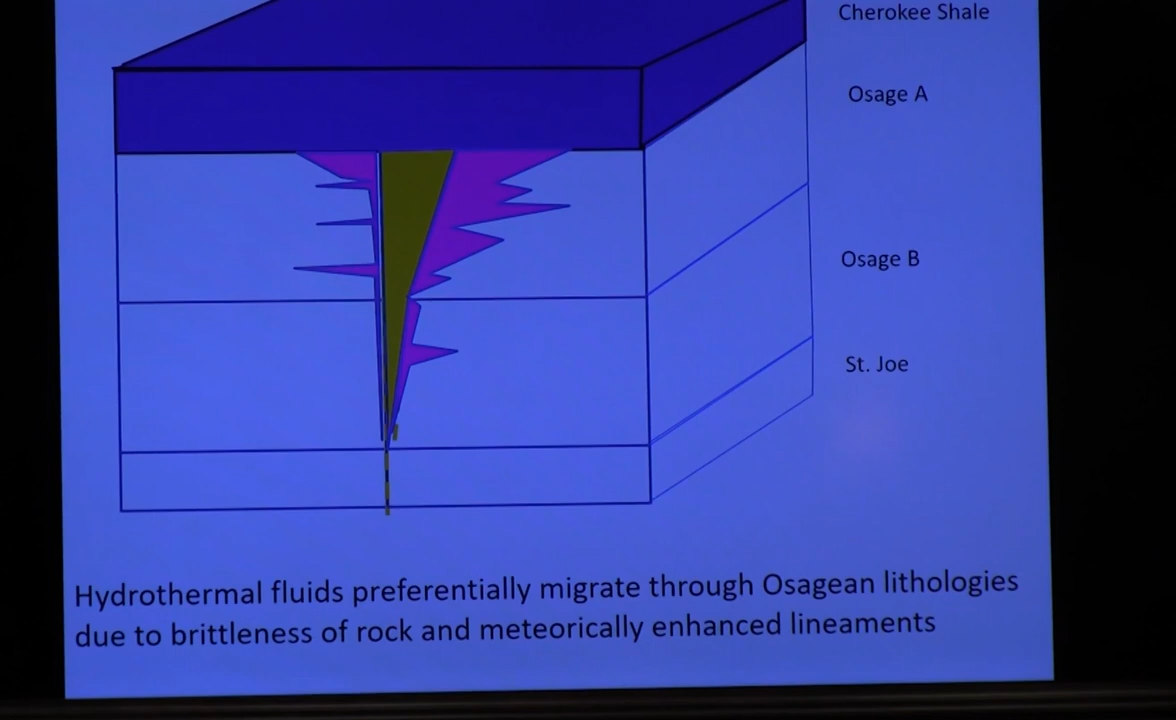 Cherokee Shale
Osage A
Osage B
St. Joe
Hydrothermal fluids preferentially migrate through Osagean lithologies
due to brittleness of rock and meteorically enhanced lineaments